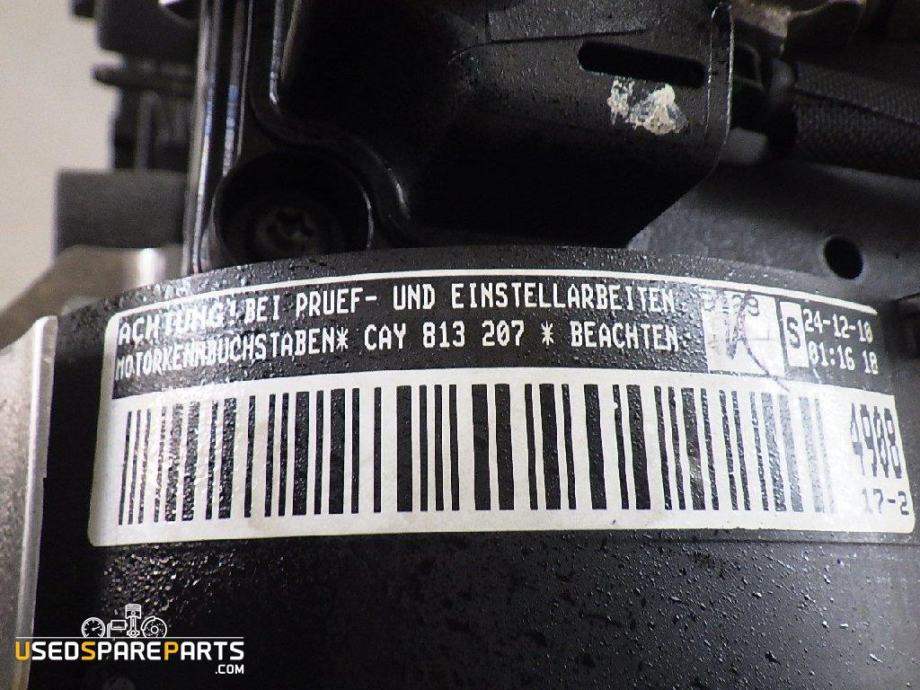 ACHTUNG! BEI PRUEF- UND EINSTELLARBEITEN
MOTORKENNBUCHSTABEN* CAY 813 207 * BEACHTEN
S
24-12-10
01:16 18
4908
17-2
USEDSPAREPARTS
.COM